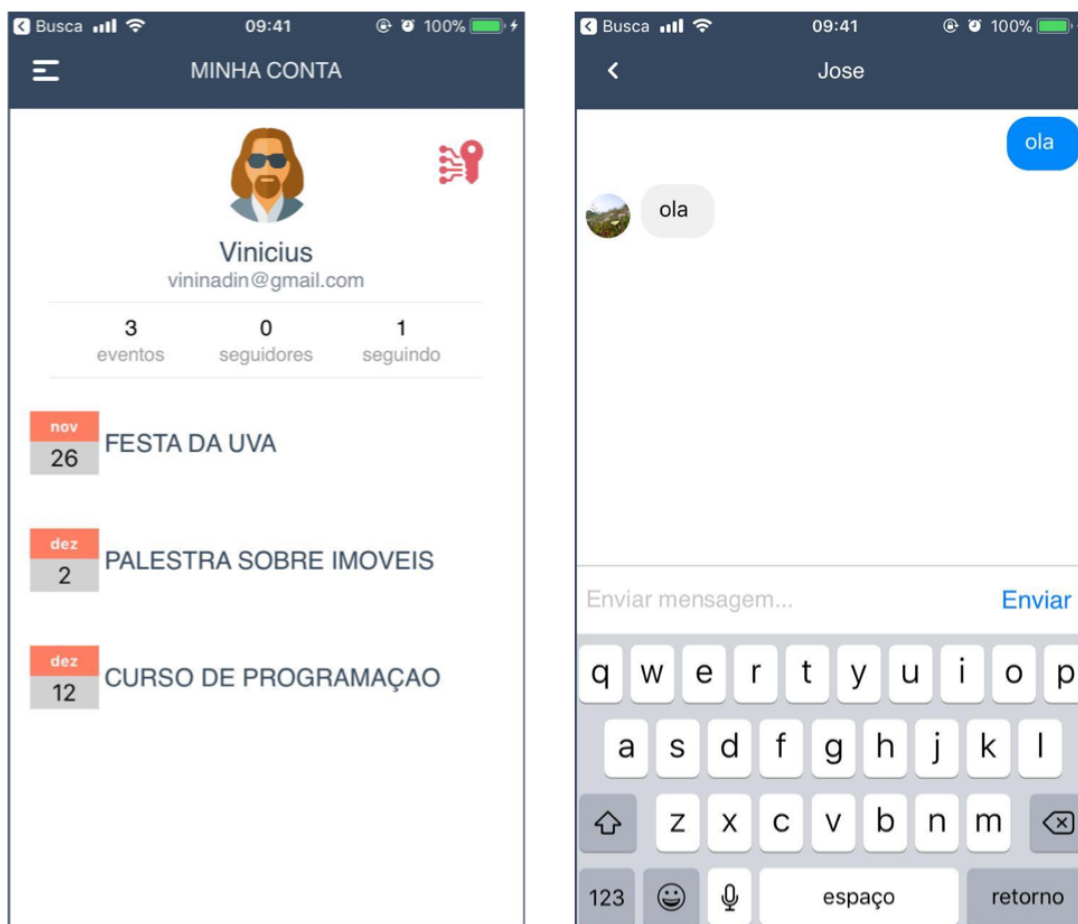 Busca 09:41 100%
MINHA CONTA
Vinicius
vininadin@gmail.com
3 0 1
eventos seguidores seguindo
nov
26
FESTA DA UVA
dez
2
PALESTRA SOBRE IMOVEIS
dez
12
CURSO DE PROGRAMAÇAO
Busca 09:41 100%
Jose
ola
ola
Enviar mensagem... Enviar
q w e r t y u i o p
a s d f g h j k l
z x c v b n m
123 espaço retorno